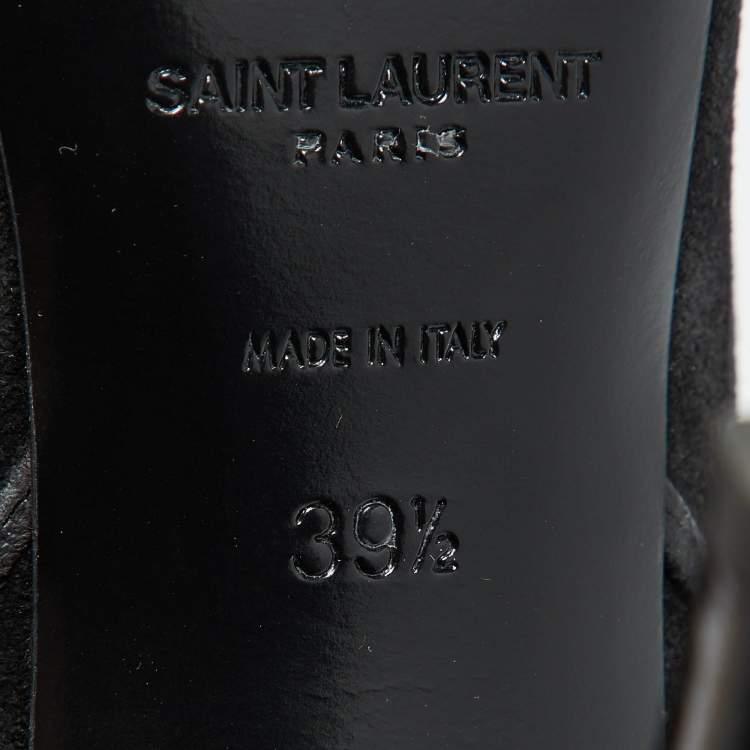 SAINT LAURENT
PARIS
MADE IN ITALY
39½